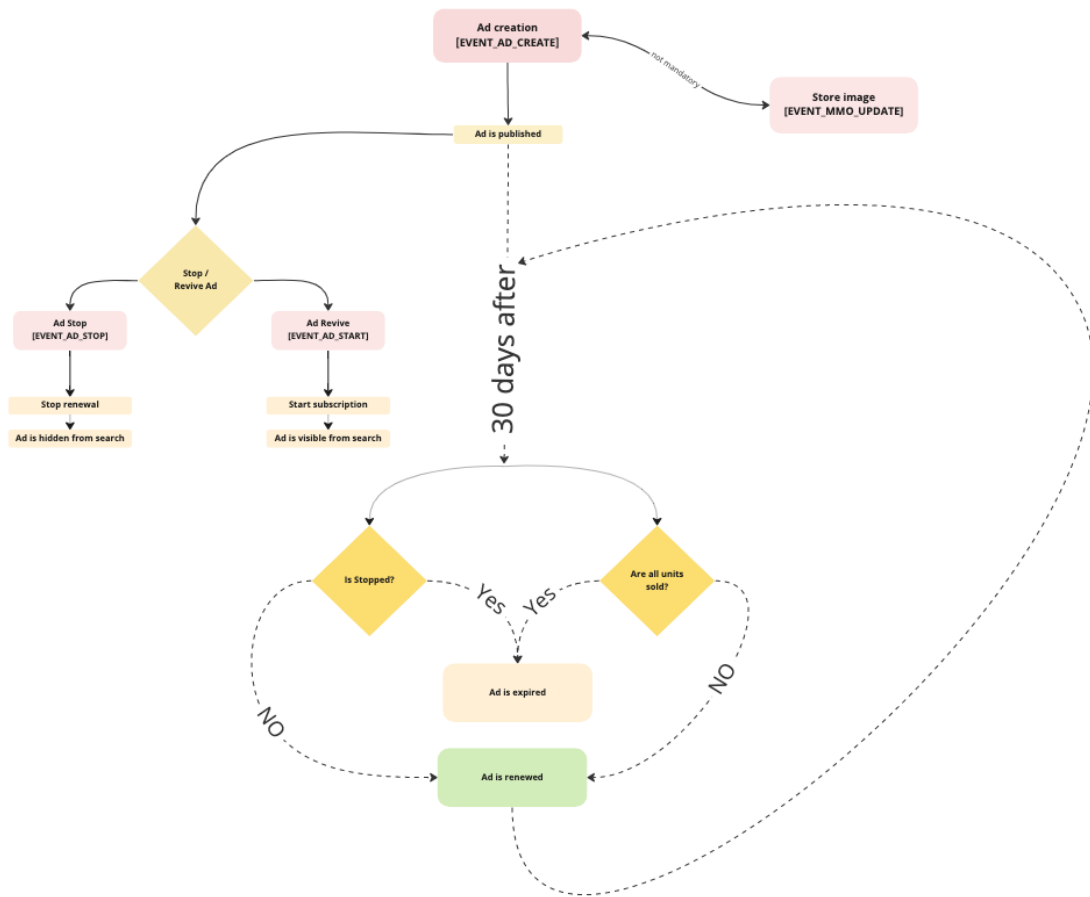 Ad creation
[EVENT_AD_CREATE]
not mandatory
Store image
[EVENT_MMO_UPDATE]
Ad is published
Stop /
Revive Ad
Ad Stop
[EVENT_AD_STOP]
Ad Revive
[EVENT_AD_START]
Stop renewal
Start subscription
Ad is hidden from search
Ad is visible from search
30 days after
Is Stopped?
Are all units
sold?
Yes
Yes
Ad is expired
NO
NO
Ad is renewed